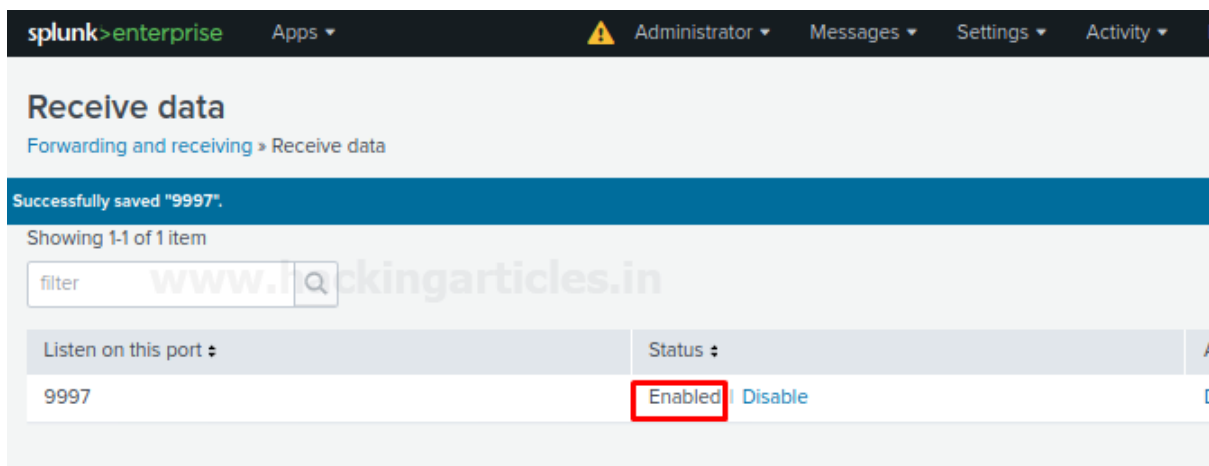 splunk>enterprise Apps Administrator Messages Settings Activity
Receive data
Forwarding and receiving » Receive data
Successfully saved "9997".
Showing 1-1 of 1 item
filter
www.hackingarticles.in
Listen on this port Status
9997 Enabled | Disable